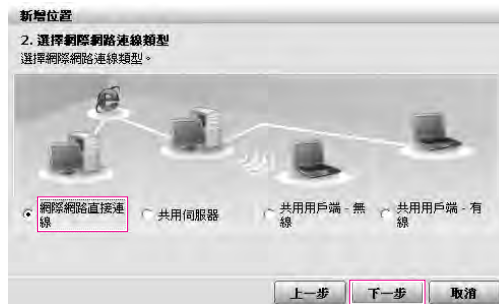 新增位置
2. 選擇網際網路連線類型
選擇網際網路連線類型。
網際網路直接連
線
共用伺服器
共用用戶端 - 無
線
共用用戶端 - 有
線
上一步
下一步
取消